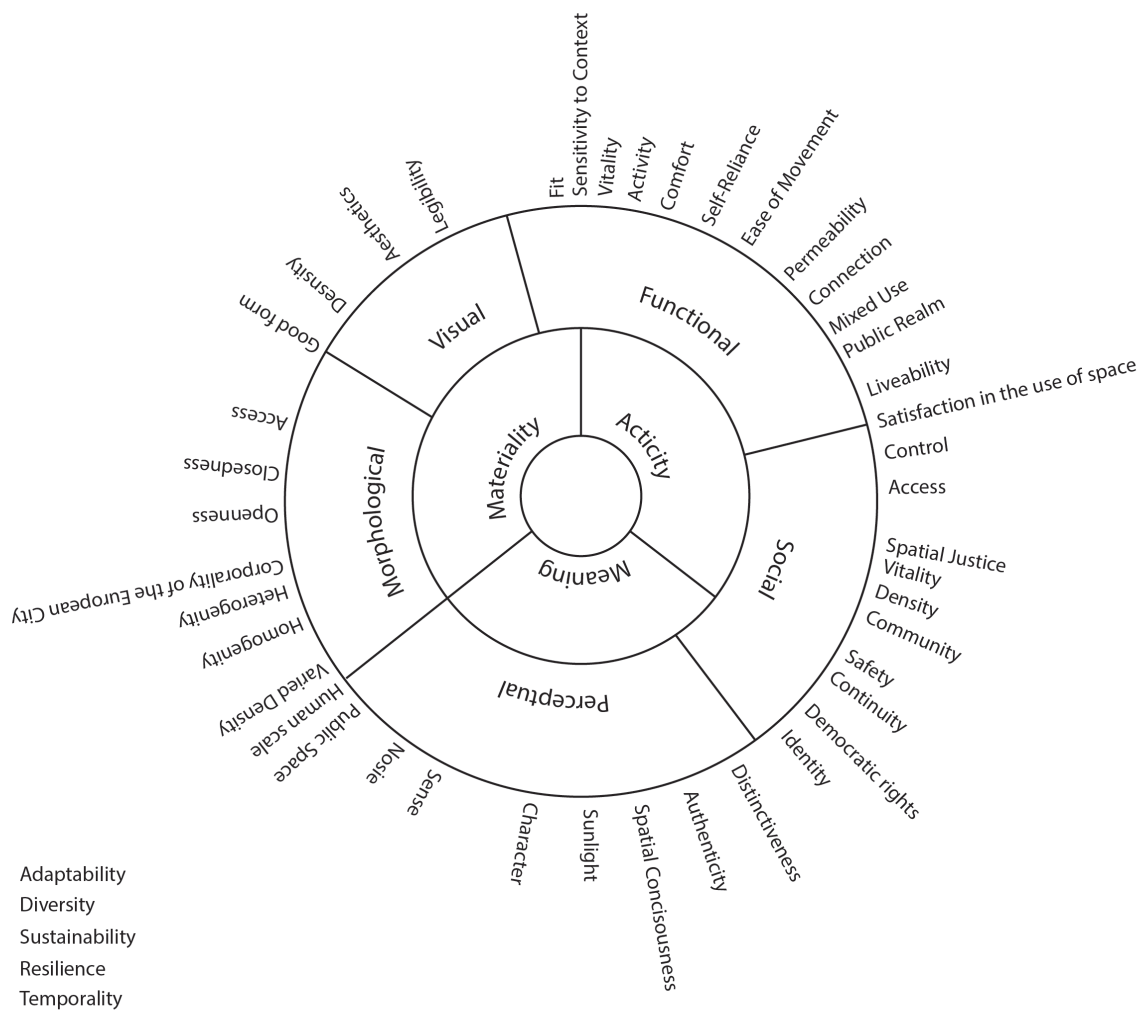 Acticity
Meaning
Materiality
Functional
Social
Perceptual
Morphological
Visual
Fit
Sensitivity to Context
Vitality
Activity
Comfort
Self-Reliance
Ease of Movement
Permeability
Connection
Mixed Use
Public Realm
Liveability
Satisfaction in the use of space
Control
Access
Spatial Justice
Vitality
Density
Community
Safety
Continuity
Democratic rights
Identity
Distinctiveness
Authenticity
Spatial Concisousness
Sunlight
Character
Sense
Nosie
Public Space
Human scale
Varied Density
Homogenity
Heterogenity
Corporality of the European City
Openness
Closedness
Access
Good form
Desnsity
Aesthetics
Legibility
Adaptability
Diversity
Sustainability
Resilience
Temporality